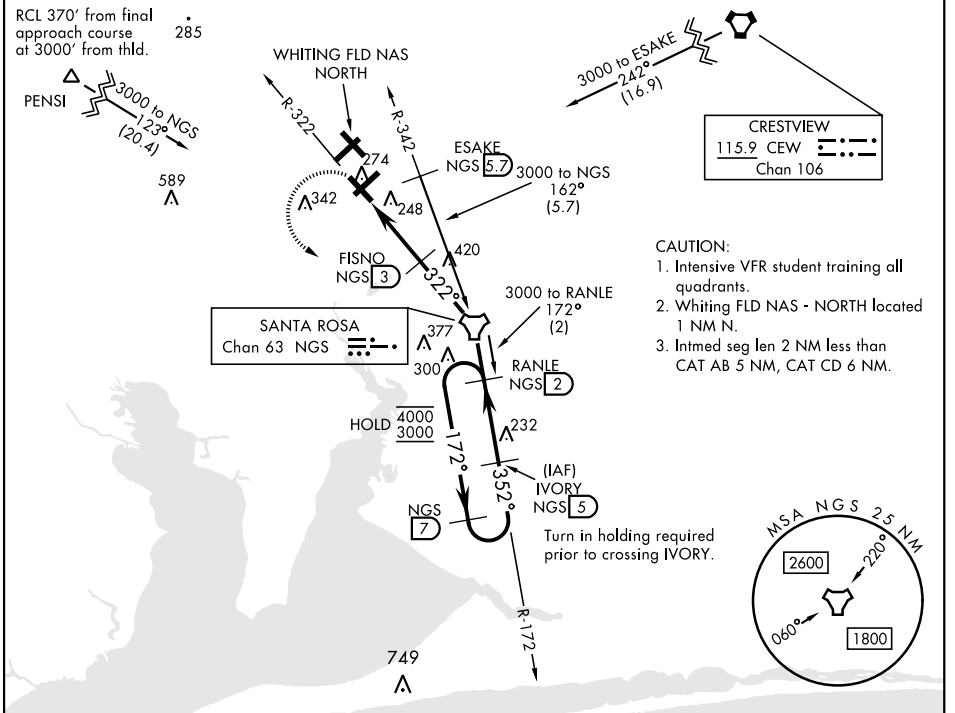 RCL 370’ from final
approach course
at 3000’ from thld.
285
PENSI
3000 to NGS
123°
(20.4)
589
WHITING FLD NAS
NORTH
R-322
R-342
274
342
248
ESAKE
NGS 5.7
3000 to NGS
162°
(5.7)
3000 to ESAKE
242°
(16.9)
CRESTVIEW
115.9 CEW
Chan 106
FISNO
NGS 3
322°
420
SANTA ROSA
Chan 63 NGS
377
300
3000 to RANLE
172°
(2)
RANLE
NGS 2
HOLD 4000
3000
172°
232
352°
(IAF)
IVORY
NGS 5
NGS
7
Turn in holding required
prior to crossing IVORY.
R-172
749
CAUTION:
1. Intensive VFR student training all
quadrants.
2. Whiting FLD NAS - NORTH located
1 NM N.
3. Intmed seg len 2 NM less than
CAT AB 5 NM, CAT CD 6 NM.
MSA NGS 25 NM
2600
220°
060°
1800